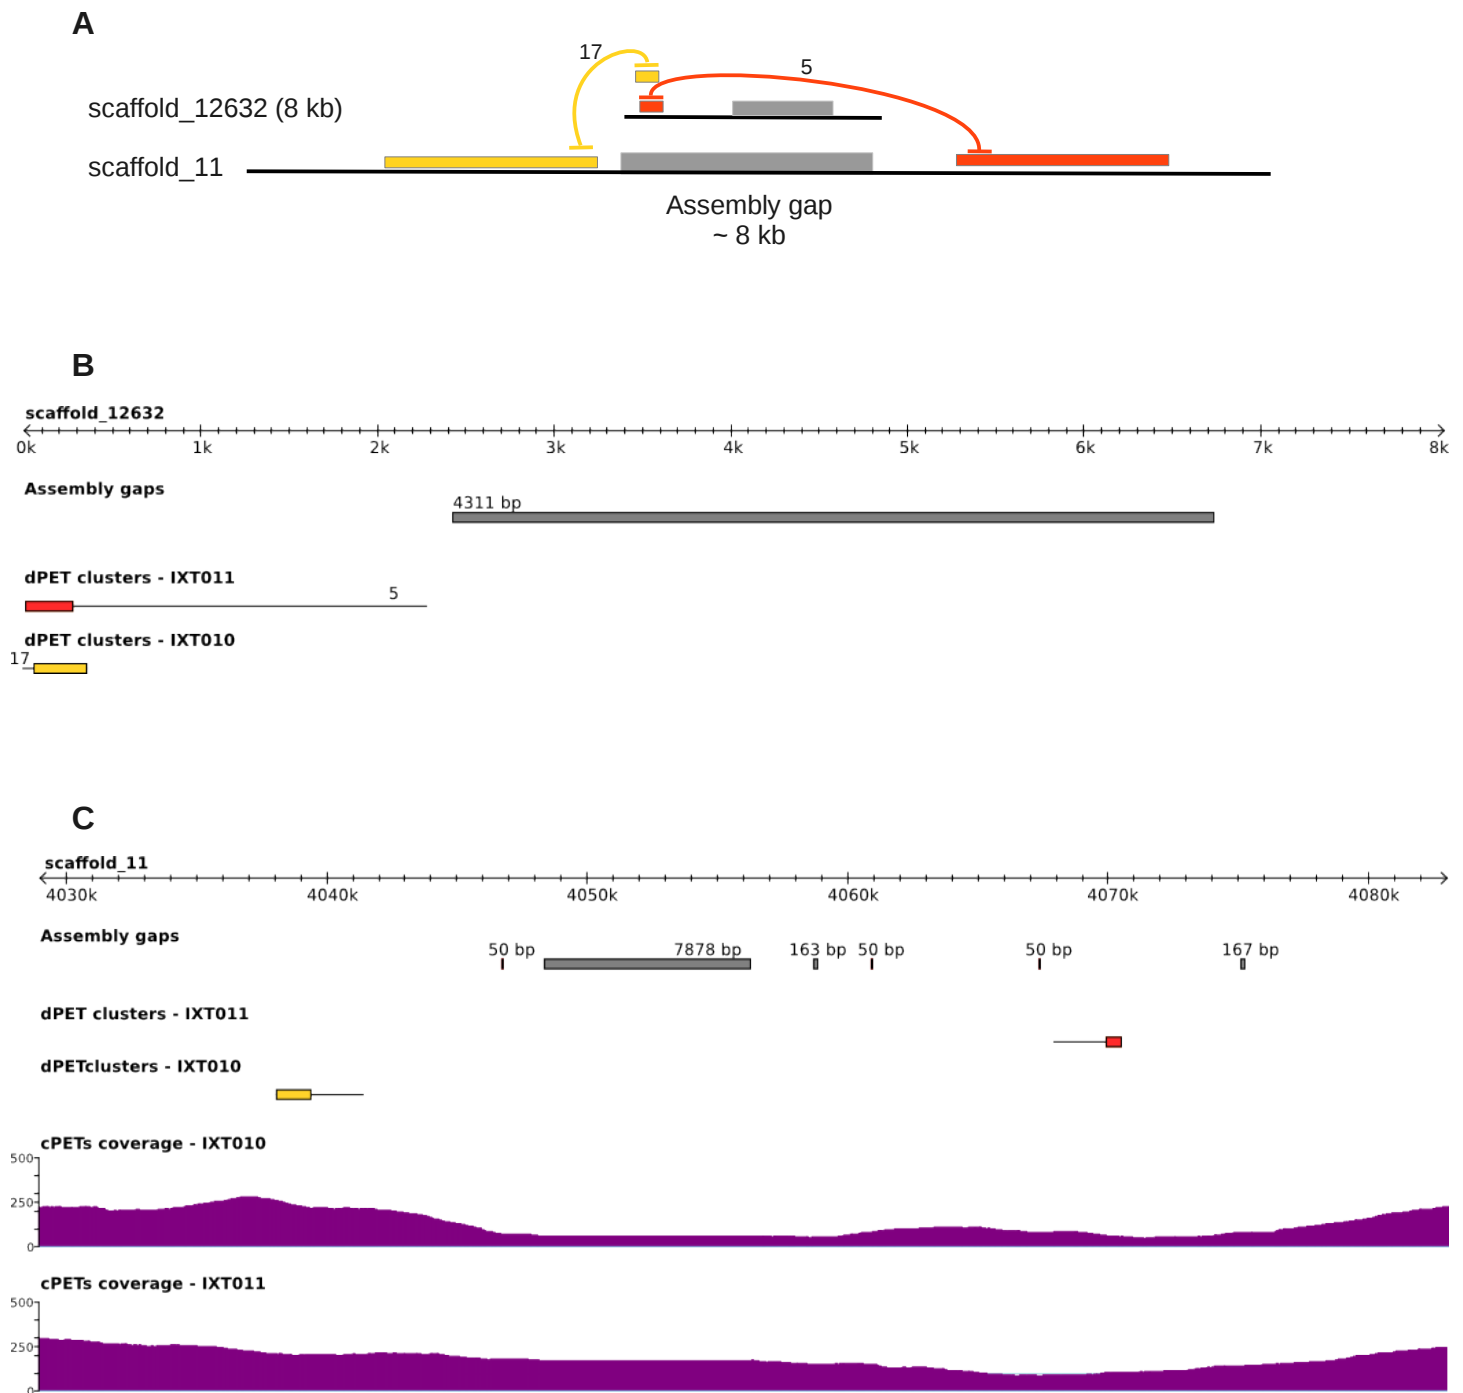 A
17
5
scaffold_12632 (8 kb)
scaffold_11
Assembly gap
~ 8 kb
B
scaffold_12632
0k 1k 2k 3k 4k 5k 6k 7k 8k
Assembly gaps
4311 bp
dPET clusters - IXT011
5
dPET clusters - IXT010
17
C
scaffold_11
4030k 4040k 4050k 4060k 4070k 4080k
Assembly gaps
50 bp 7878 bp 163 bp 50 bp 50 bp 167 bp
dPET clusters - IXT011
dPETclusters - IXT010
cPETs coverage - IXT010
500
250
0
cPETs coverage - IXT011
500
250
0